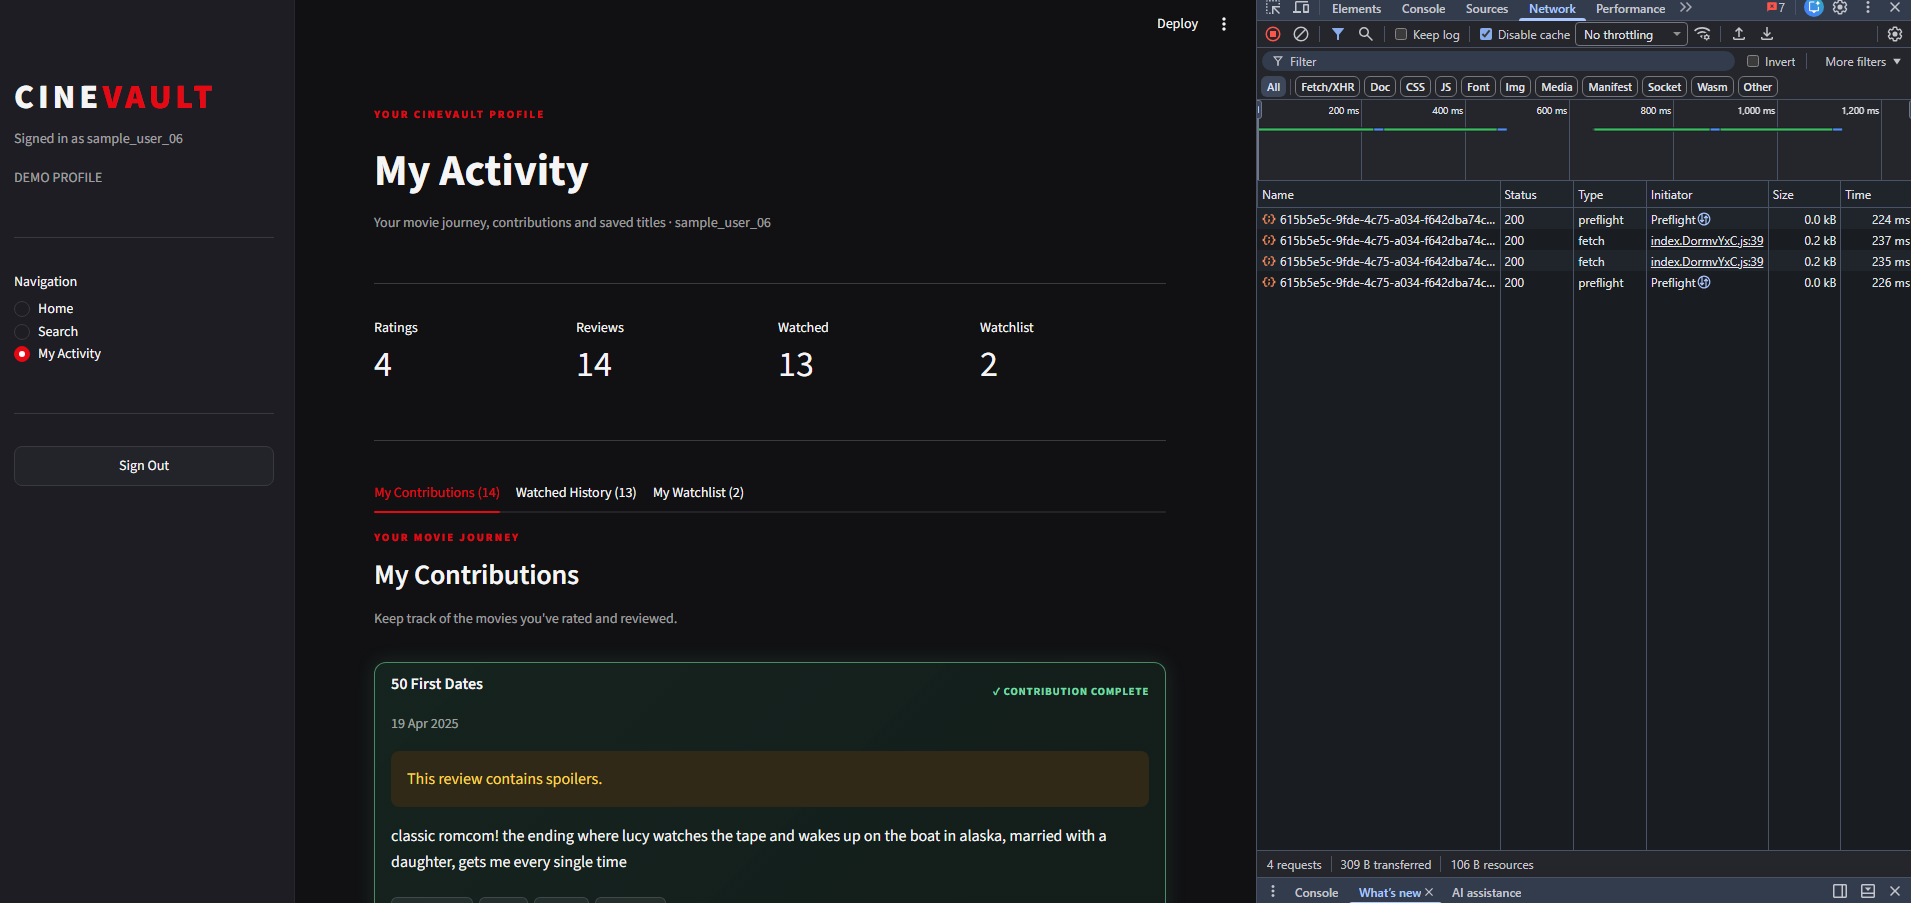 CINEVAULT
Signed in as sample_user_06
DEMO PROFILE
Navigation
Home
Search
My Activity
Sign Out
Deploy
YOUR CINEVAULT PROFILE
My Activity
Your movie journey, contributions and saved titles · sample_user_06
Ratings Reviews Watched Watchlist
4 14 13 2
My Contributions (14) Watched History (13) My Watchlist (2)
YOUR MOVIE JOURNEY
My Contributions
Keep track of the movies you've rated and reviewed.
50 First Dates
✓ CONTRIBUTION COMPLETE
19 Apr 2025
This review contains spoilers.
classic romcom! the ending where lucy watches the tape and wakes up on the boat in alaska, married with a
daughter, gets me every single time
Elements Console Sources Network Performance 7
Keep log Disable cache No throttling
Filter Invert More filters
All Fetch/XHR Doc CSS JS Font Img Media Manifest Socket Wasm Other
200 ms 400 ms 600 ms 800 ms 1,000 ms 1,200 ms
Name Status Type Initiator Size Time
615b5e5c-9fde-4c75-a034-f642dba74c... 200 preflight Preflight 0.0 kB 224 ms
615b5e5c-9fde-4c75-a034-f642dba74c... 200 fetch index.DormvYxC.js:39 0.2 kB 237 ms
615b5e5c-9fde-4c75-a034-f642dba74c... 200 fetch index.DormvYxC.js:39 0.2 kB 235 ms
615b5e5c-9fde-4c75-a034-f642dba74c... 200 preflight Preflight 0.0 kB 226 ms
4 requests 309 B transferred 106 B resources
Console What's new AI assistance